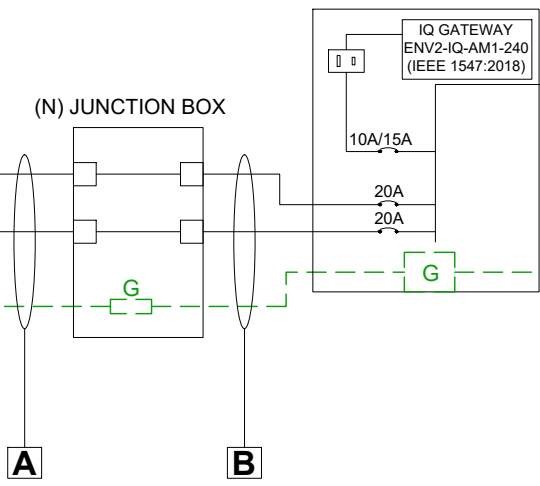 IQ GATEWAY
ENV2-IQ-AM1-240
(IEEE 1547:2018)
(N) JUNCTION BOX
10A/15A
20A
20A
G
G
A
B